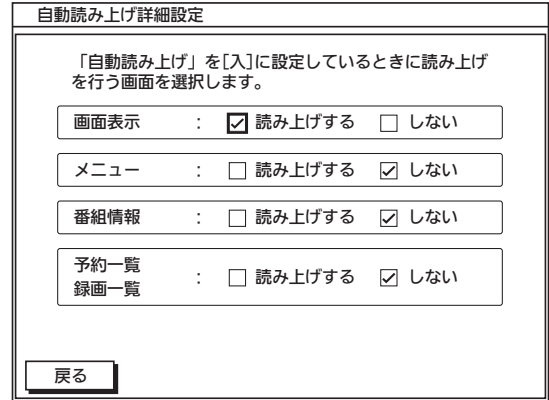 自動読み上げ詳細設定
「自動読み上げ」を[入]に設定しているときに読み上げ
を行う画面を選択します。
画面表示 : ☑ 読み上げする ☐ しない
メニュー : ☐ 読み上げする ☑ しない
番組情報 : ☐ 読み上げする ☑ しない
予約一覧
録画一覧 : ☐ 読み上げする ☑ しない
戻る